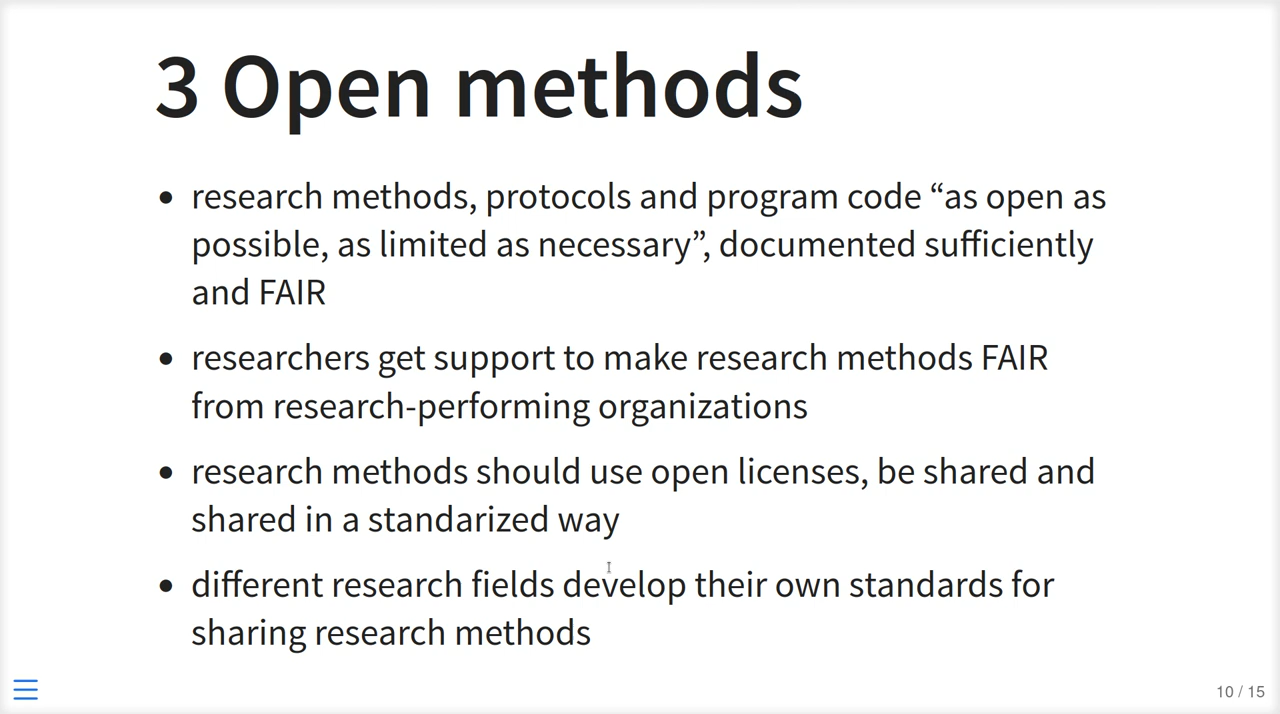 3 Open methods
• research methods, protocols and program code “as open as
possible, as limited as necessary”, documented sufficiently
and FAIR
• researchers get support to make research methods FAIR
from research-performing organizations
• research methods should use open licenses, be shared and
shared in a standarized way
• different research fields develop their own standards for
sharing research methods
10 / 15